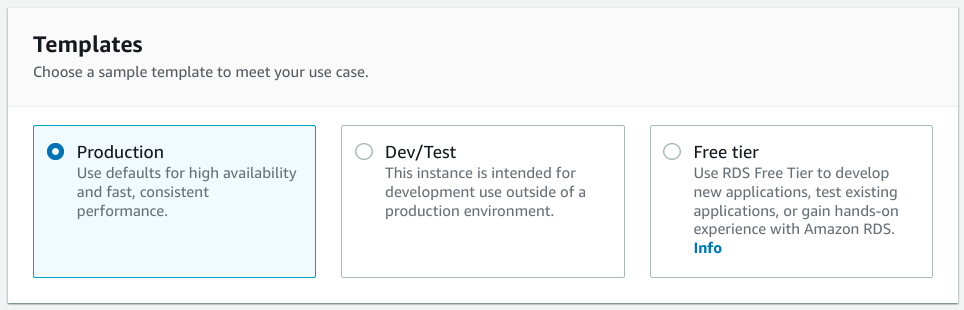 Templates
Choose a sample template to meet your use case.
Production
Use defaults for high availability
and fast, consistent
performance.
Dev/Test
This instance is intended for
development use outside of a
production environment.
Free tier
Use RDS Free Tier to develop
new applications, test existing
applications, or gain hands-on
experience with Amazon RDS.
Info